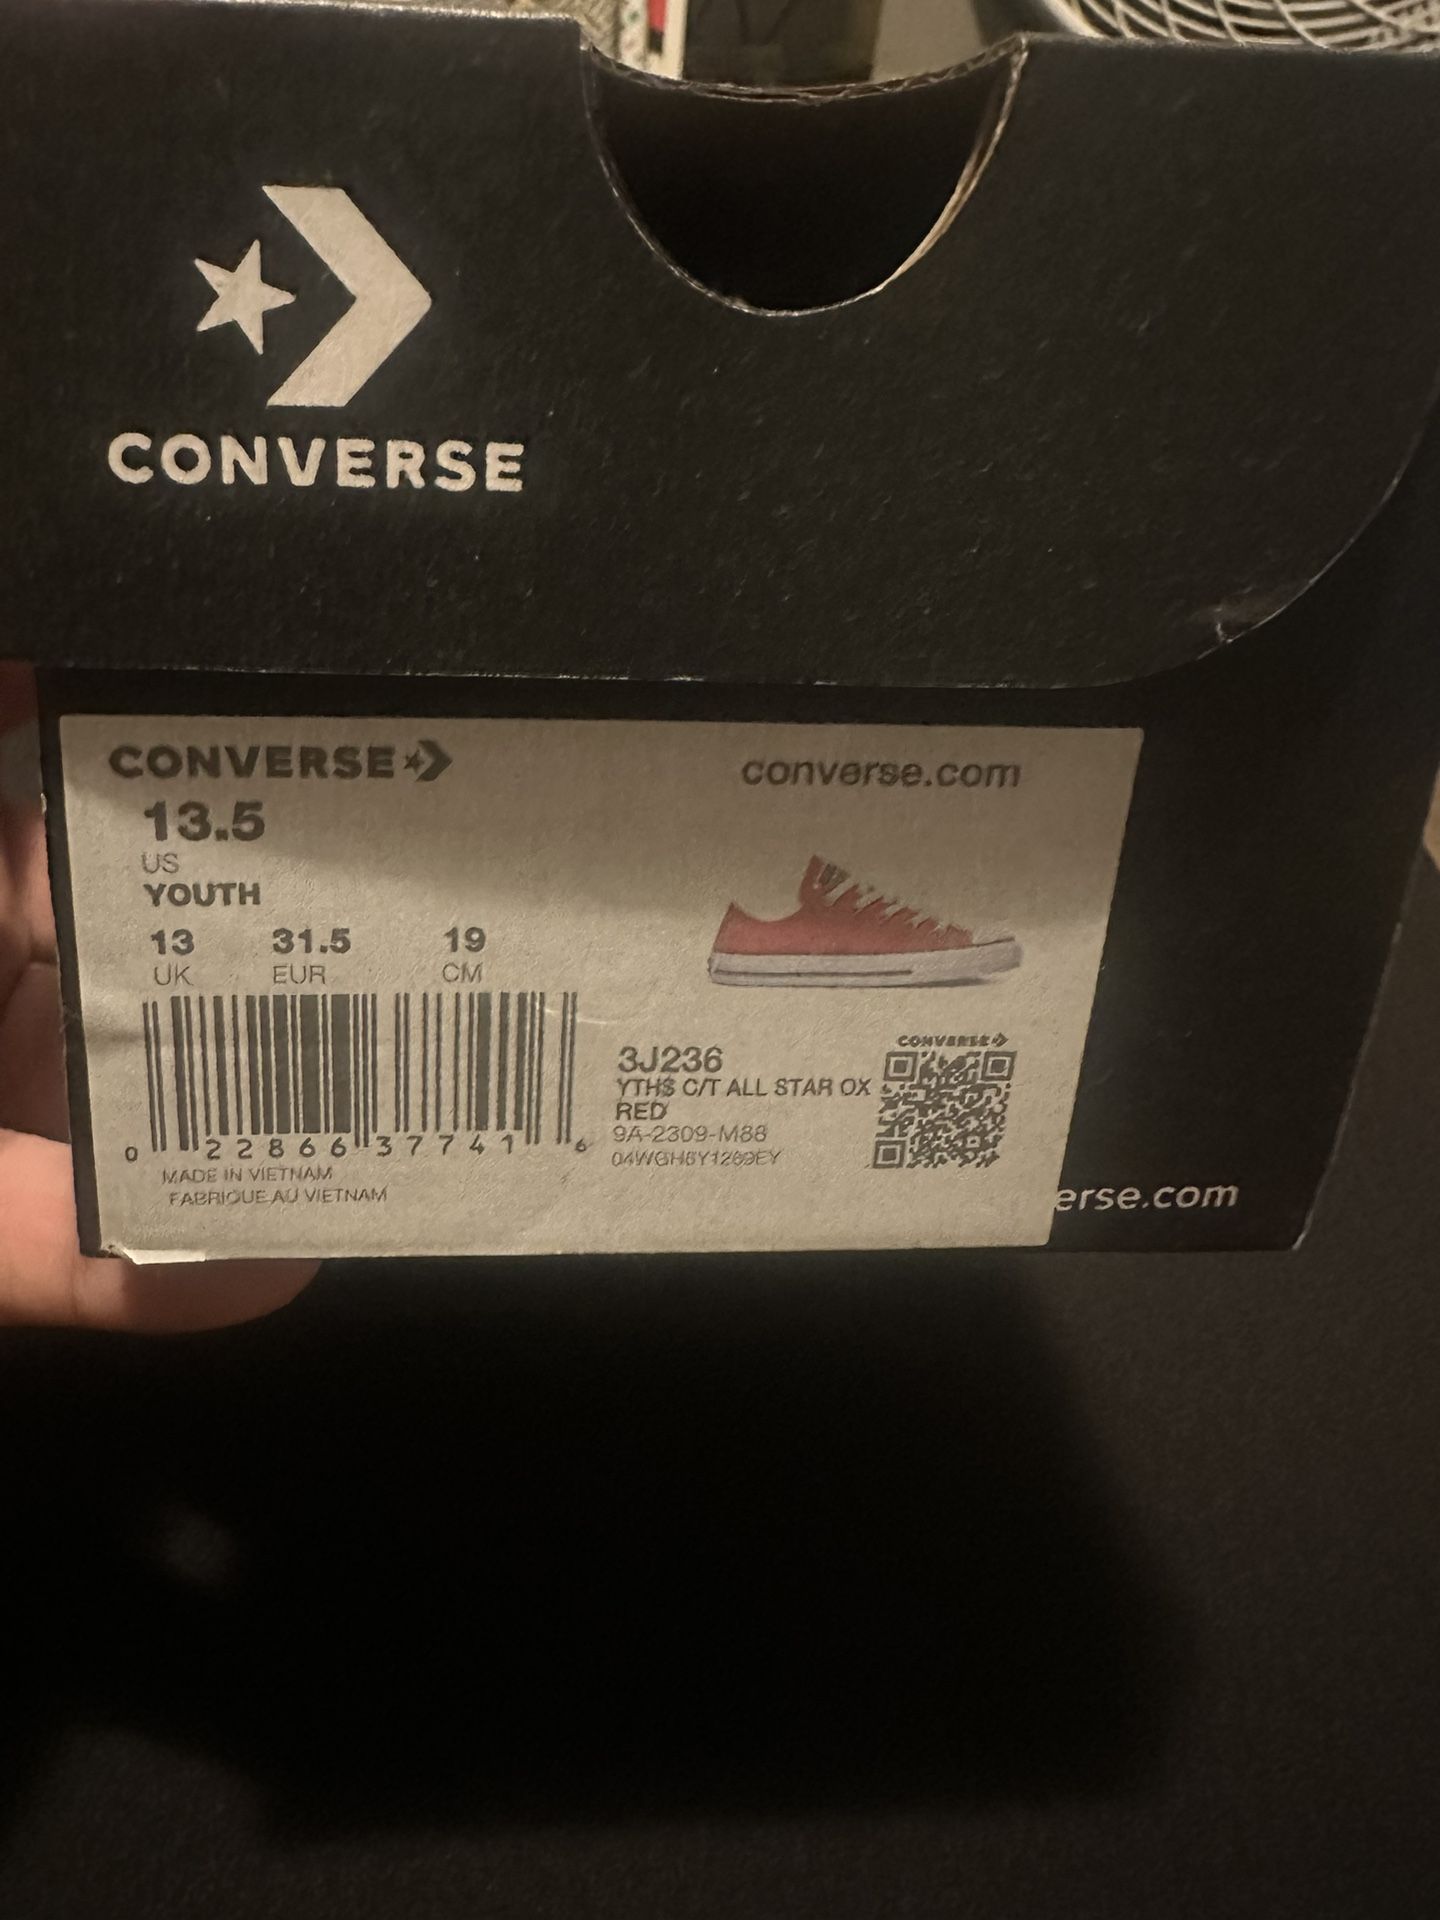 CONVERSE
CONVERSE
converse.com
13.5
US
YOUTH
13 31.5 19
UK EUR CM
0 22866 37741 6
MADE IN VIETNAM
FABRIQUE AU VIETNAM
3J236
YTHS C/T ALL STAR OX
RED
9A-2309-M88
CONVERSE
erse.com